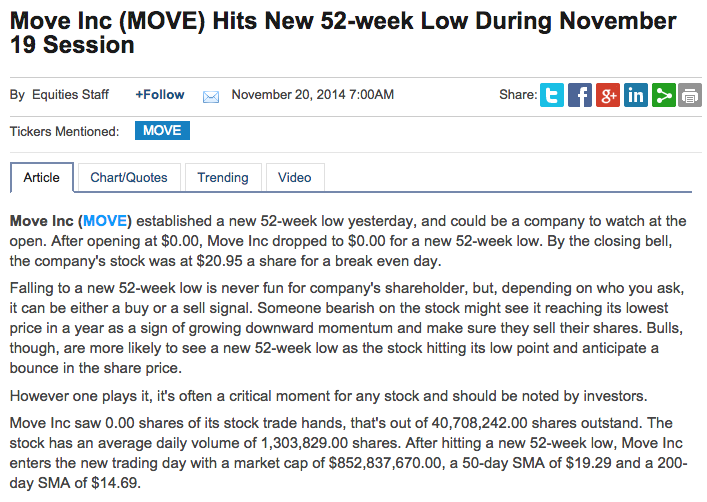 Move Inc (MOVE) Hits New 52-week Low During November
19 Session
By Equities Staff +Follow November 20, 2014 7:00AM Share:
Tickers Mentioned: MOVE
Article Chart/Quotes Trending Video
Move Inc (MOVE) established a new 52-week low yesterday, and could be a company to watch at the
open. After opening at $0.00, Move Inc dropped to $0.00 for a new 52-week low. By the closing bell,
the company's stock was at $20.95 a share for a break even day.
Falling to a new 52-week low is never fun for company's shareholder, but, depending on who you ask,
it can be either a buy or a sell signal. Someone bearish on the stock might see it reaching its lowest
price in a year as a sign of growing downward momentum and make sure they sell their shares. Bulls,
though, are more likely to see a new 52-week low as the stock hitting its low point and anticipate a
bounce in the share price.
However one plays it, it's often a critical moment for any stock and should be noted by investors.
Move Inc saw 0.00 shares of its stock trade hands, that's out of 40,708,242.00 shares outstand. The
stock has an average daily volume of 1,303,829.00 shares. After hitting a new 52-week low, Move Inc
enters the new trading day with a market cap of $852,837,670.00, a 50-day SMA of $19.29 and a 200-
day SMA of $14.69.